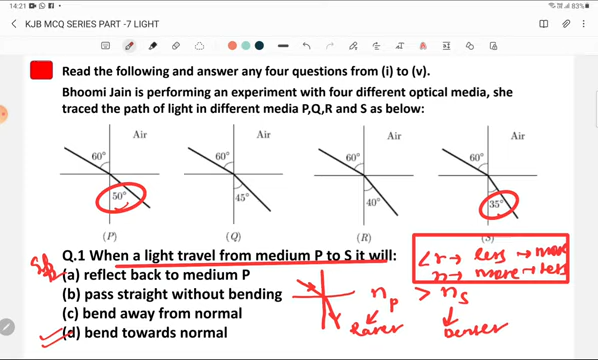 14:21
83%
KJB MCQ SERIES PART -7 LIGHT
Read the following and answer any four questions from (i) to (v).
Bhoomi Jain is performing an experiment with four different optical media, she
traced the path of light in different media P,Q,R and S as below:
Air Air Air Air
60° 60° 60° 60°
50° 45° 40° 35°
(P) (Q) (R) (S)
Q.1 When a light travel from medium P to S it will:
(a) reflect back to medium P
(b) pass straight without bending
(c) bend away from normal
(d) bend towards normal
Sol
∠r → less → more
n → more → less
n_p > n_s
Rarer Denser